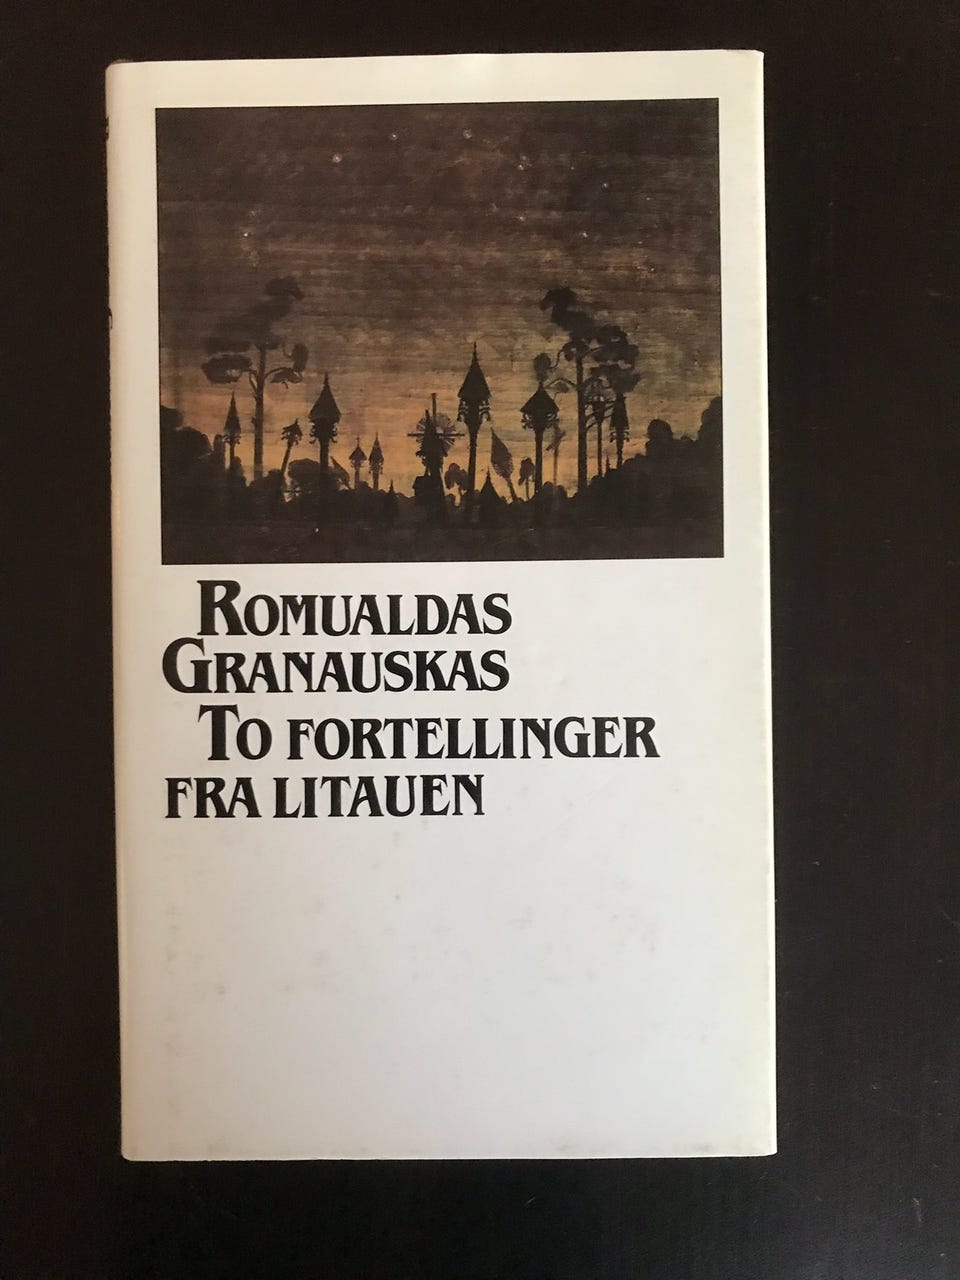 ROMUALDAS
GRANAUSKAS
TO FORTELLINGER
FRA LITAUEN